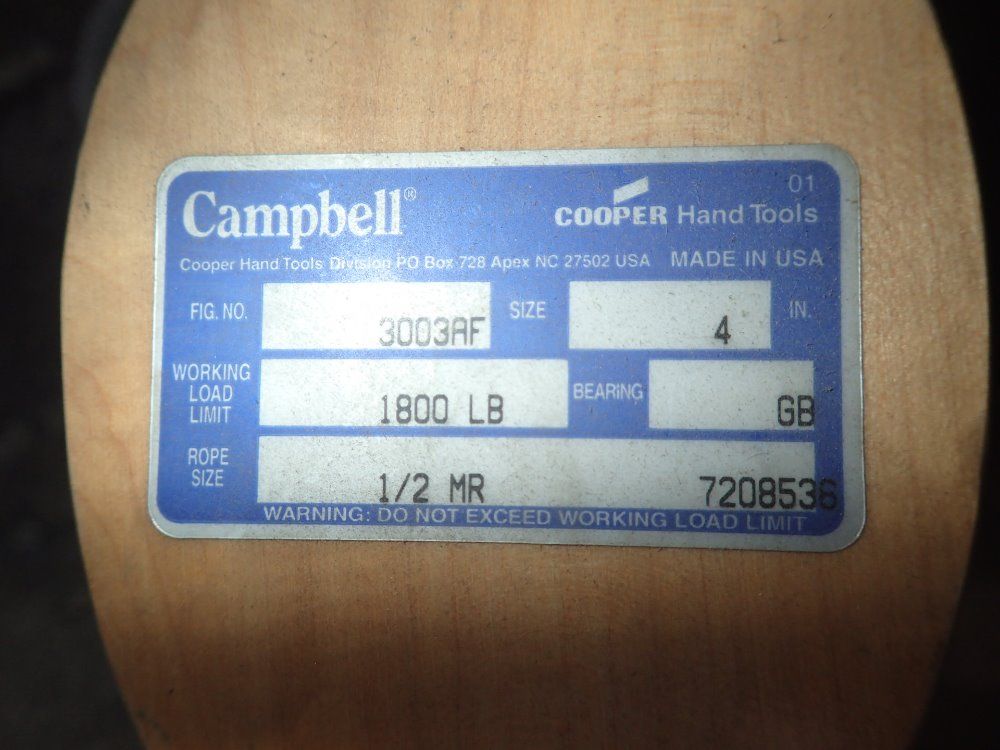 01
Campbell®
COOPER Hand Tools
Cooper Hand Tools Division PO Box 728 Apex NC 27502 USA MADE IN USA
FIG. NO. 3003AF SIZE 4 IN.
WORKING LOAD LIMIT 1800 LB BEARING GB
ROPE SIZE 1/2 MR 7208536
WARNING: DO NOT EXCEED WORKING LOAD LIMIT